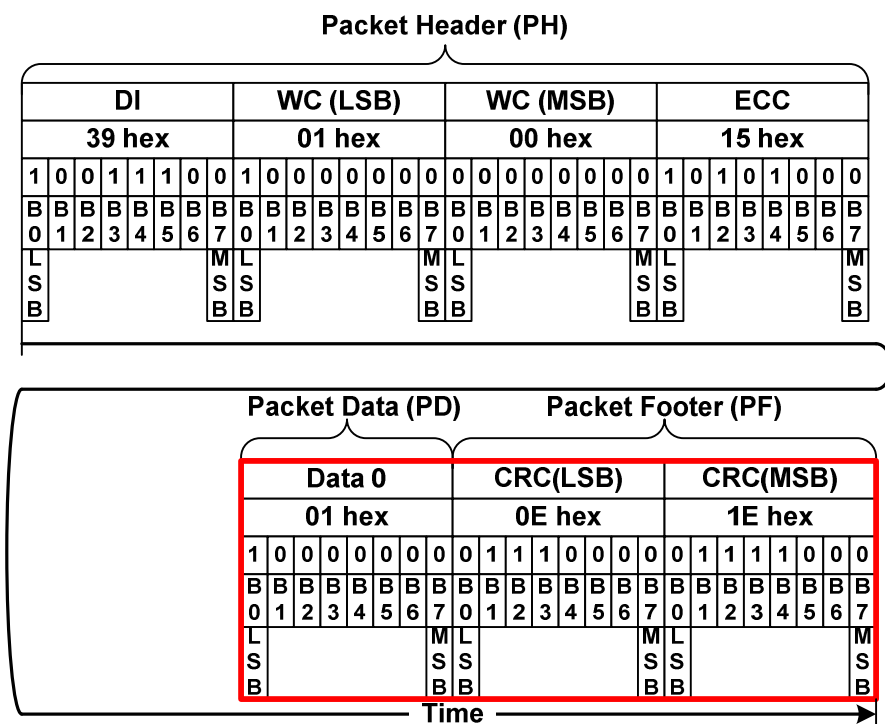 Packet Header (PH)
DI WC (LSB) WC (MSB) ECC
39 hex 01 hex 00 hex 15 hex
1 0 0 1 1 1 0 0 1 0 0 0 0 0 0 0 0 0 0 0 0 0 0 0 1 0 1 0 1 0 0 0
B0 B1 B2 B3 B4 B5 B6 B7 B0 B1 B2 B3 B4 B5 B6 B7 B0 B1 B2 B3 B4 B5 B6 B7 B0 B1 B2 B3 B4 B5 B6 B7
LSB MSB LSB MSB LSB MSB LSB MSB
Packet Data (PD) Packet Footer (PF)
Data 0 CRC(LSB) CRC(MSB)
01 hex 0E hex 1E hex
1 0 0 0 0 0 0 0 0 1 1 1 0 0 0 0 0 1 1 1 1 0 0 0
B0 B1 B2 B3 B4 B5 B6 B7 B0 B1 B2 B3 B4 B5 B6 B7 B0 B1 B2 B3 B4 B5 B6 B7
LSB MSB LSB MSB LSB MSB
Time